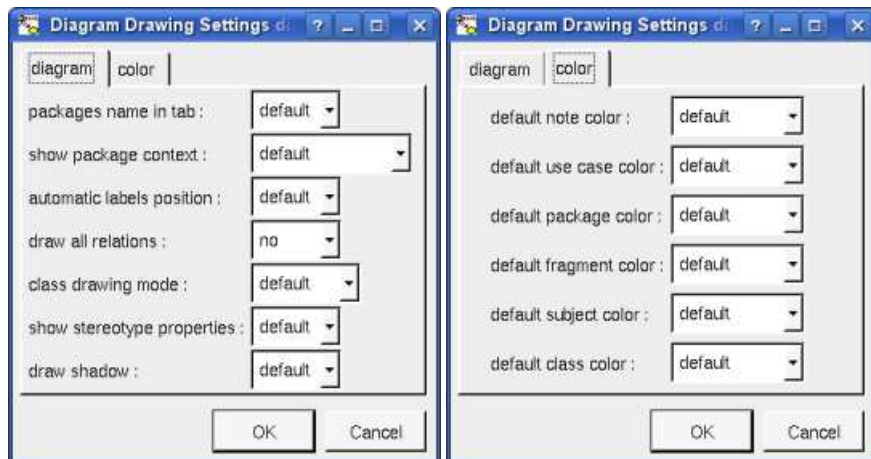 Diagram Drawing Settings
diagram color
packages name in tab : default
show package context : default
automatic labels position : default
draw all relations : no
class drawing mode : default
show stereotype properties : default
draw shadow : default
OK Cancel
Diagram Drawing Settings
diagram color
default note color : default
default use case color : default
default package color : default
default fragment color : default
default subject color : default
default class color : default
OK Cancel